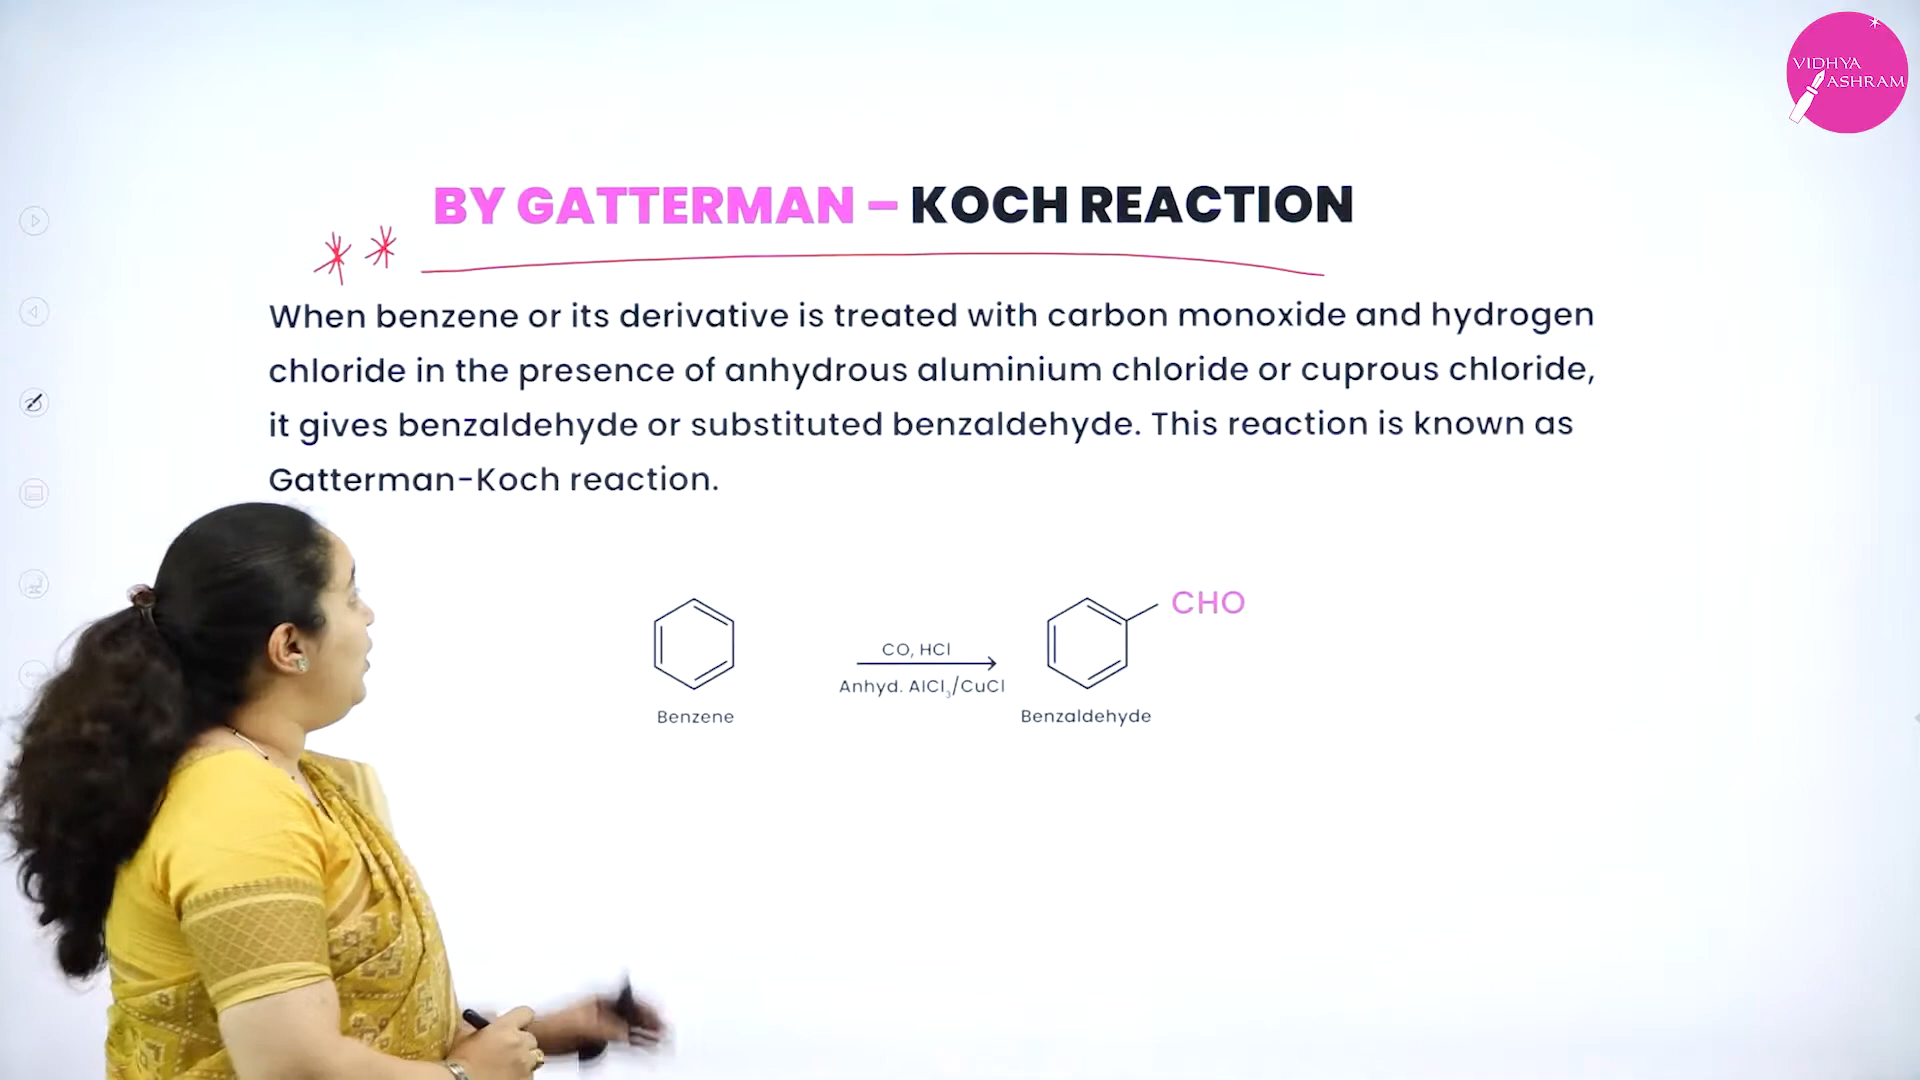 VIDHYA
ASHRAM
BY GATTERMAN – KOCH REACTION
When benzene or its derivative is treated with carbon monoxide and hydrogen
chloride in the presence of anhydrous aluminium chloride or cuprous chloride,
it gives benzaldehyde or substituted benzaldehyde. This reaction is known as
Gatterman-Koch reaction.
CHO
CO, HCl
Anhyd. AlCl₃/CuCl
Benzene
Benzaldehyde